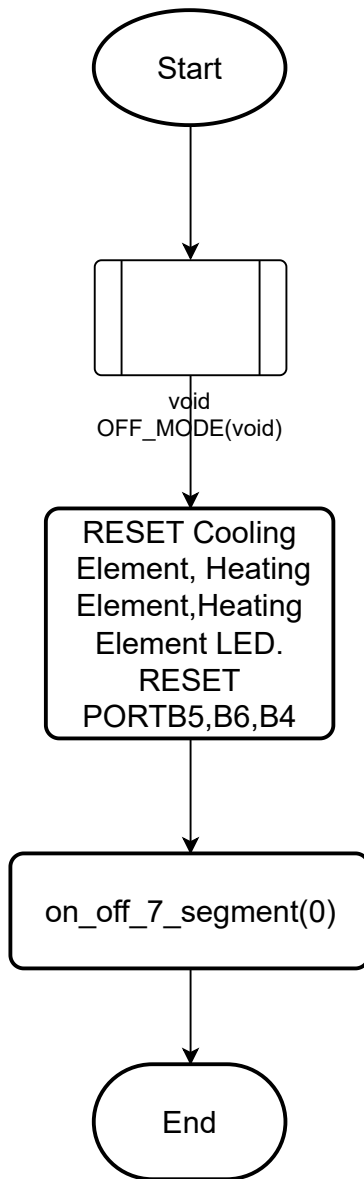 Start
void
OFF_MODE(void)
RESET Cooling
Element, Heating
Element,Heating
Element LED.
RESET
PORTB5,B6,B4
on_off_7_segment(0)
End